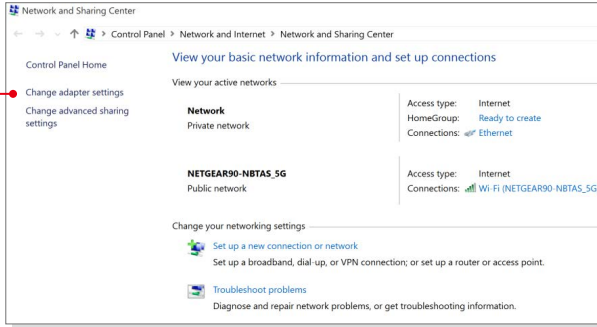 Network and Sharing Center
Control Panel > Network and Internet > Network and Sharing Center
Control Panel Home
Change adapter settings
Change advanced sharing
settings
View your basic network information and set up connections
View your active networks
Network
Private network
Access type: Internet
HomeGroup: Ready to create
Connections: Ethernet
NETGEAR90-NBTAS_5G
Public network
Access type: Internet
Connections: Wi-Fi (NETGEAR90-NBTAS_5G
Change your networking settings
Set up a new connection or network
Set up a broadband, dial-up, or VPN connection; or set up a router or access point.
Troubleshoot problems
Diagnose and repair network problems, or get troubleshooting information.